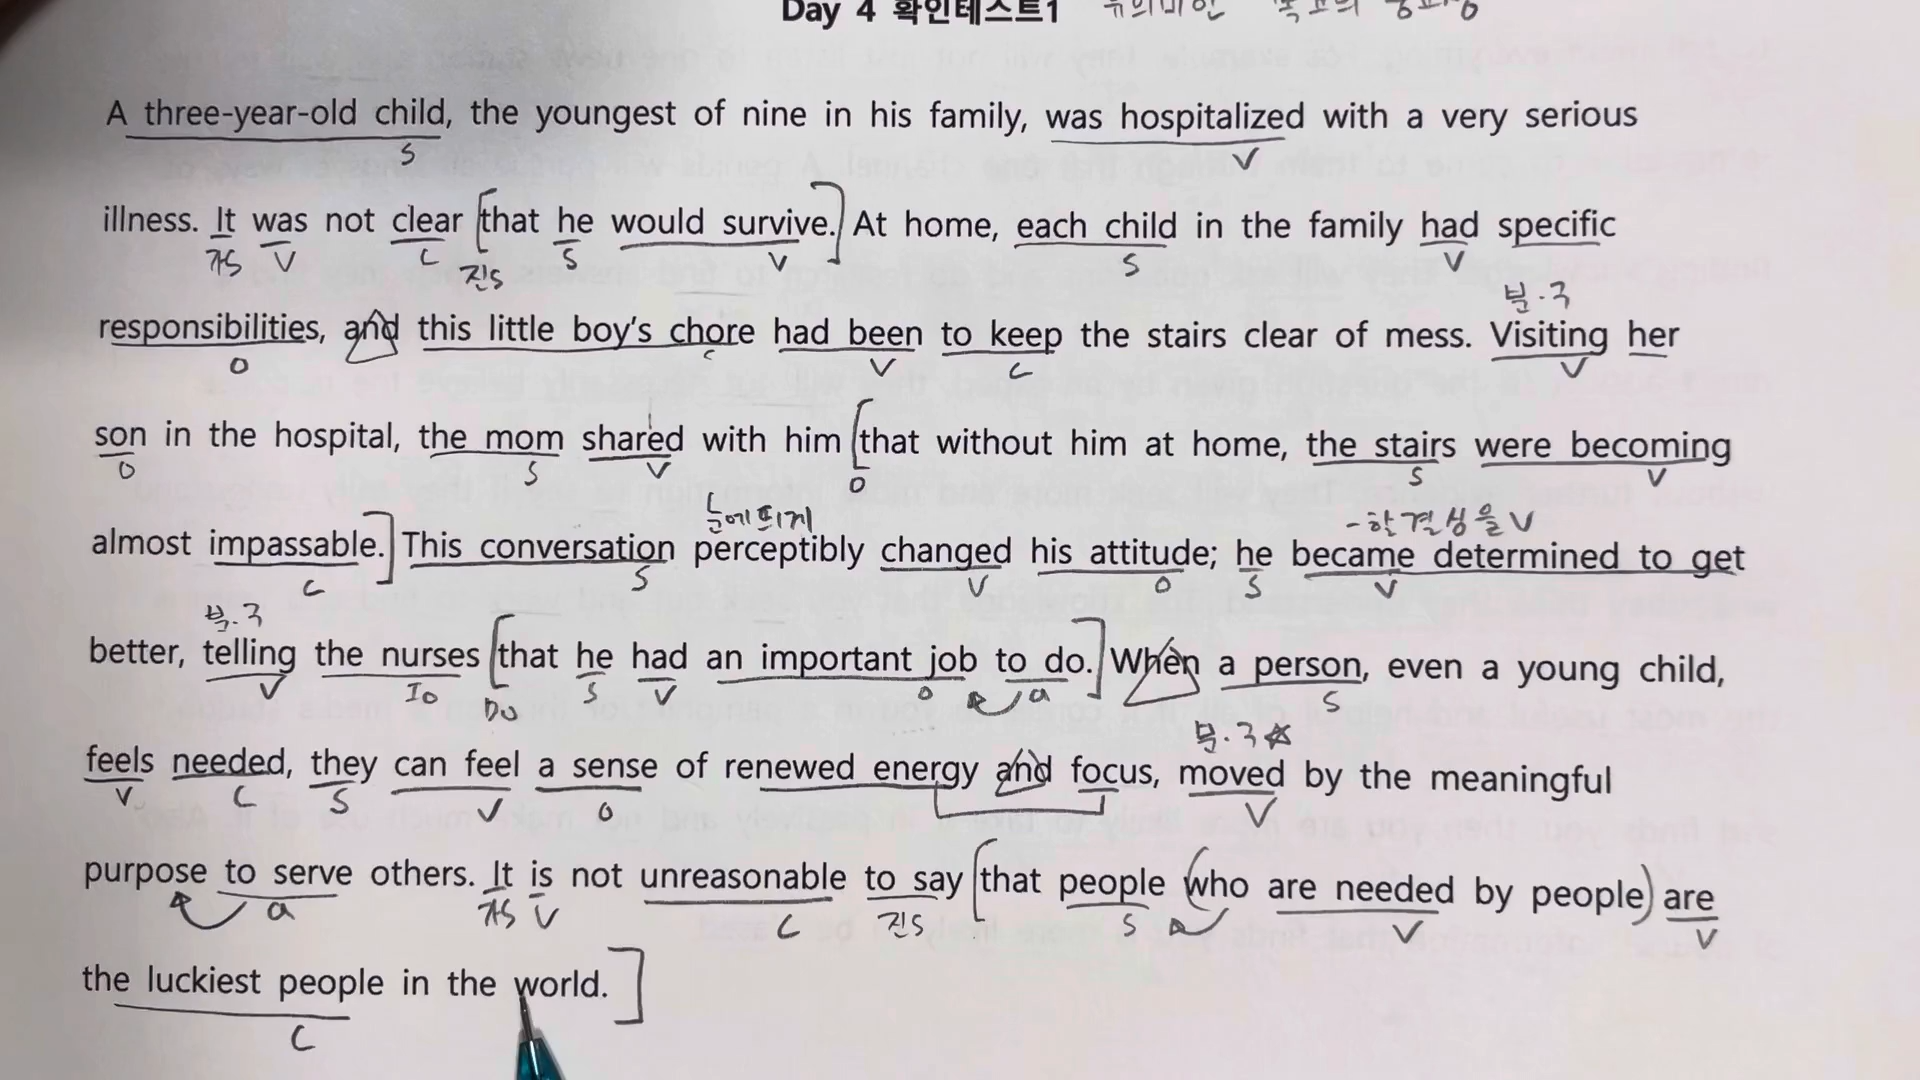 Day 4 확인테스트1
A three-year-old child, the youngest of nine in his family, was hospitalized with a very serious
S V
illness. It was not clear [that he would survive.] At home, each child in the family had specific
가S V C 진S S V S V
분·구
responsibilities, and this little boy's chore had been to keep the stairs clear of mess. Visiting her
O V C V
son in the hospital, the mom shared with him [that without him at home, the stairs were becoming
O S V O S V
눈에 띄게 -한 결심을 V
almost impassable.] This conversation perceptibly changed his attitude; he became determined to get
C S V O S V
분·구
better, telling the nurses [that he had an important job to do.] When a person, even a young child,
V IO DO S V O a S
분·구☆
feels needed, they can feel a sense of renewed energy and focus, moved by the meaningful
V C S V O V
purpose to serve others. It is not unreasonable to say [that people (who are needed by people) are
a 가S V C 진S S V V
the luckiest people in the world.]
C